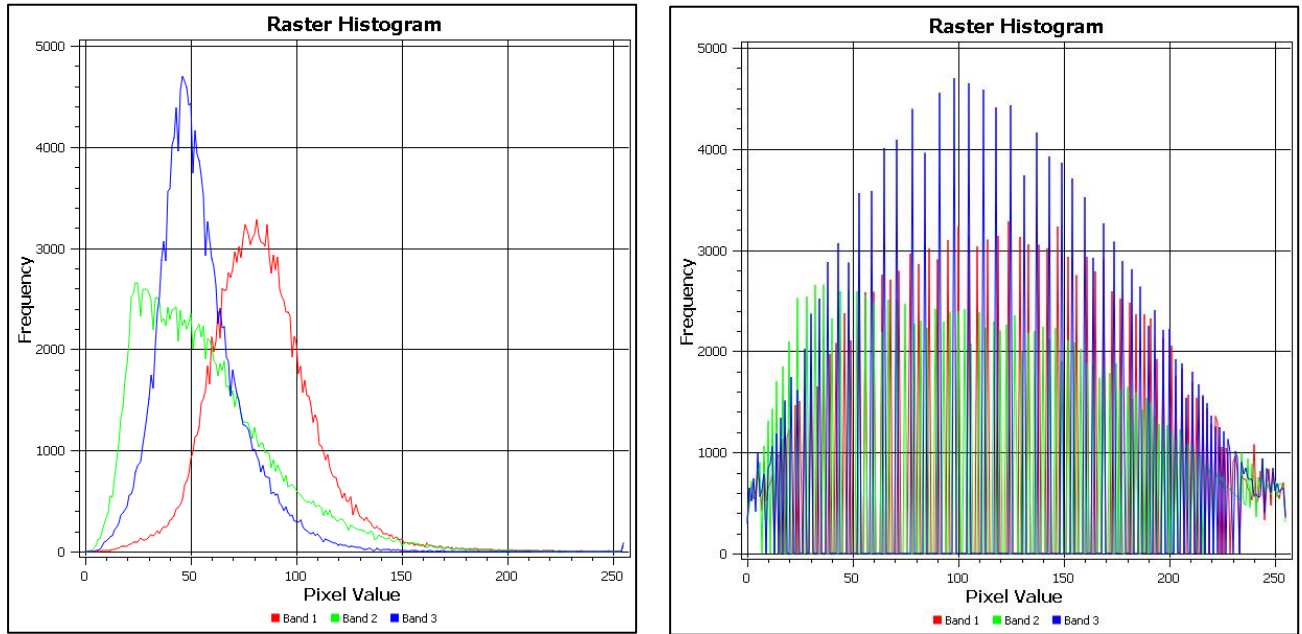 Raster Histogram
5000
4000
3000
2000
1000
0
Frequency
0 50 100 150 200 250
Pixel Value
Band 1 Band 2 Band 3
Raster Histogram
5000
4000
3000
2000
1000
0
Frequency
0 50 100 150 200 250
Pixel Value
Band 1 Band 2 Band 3